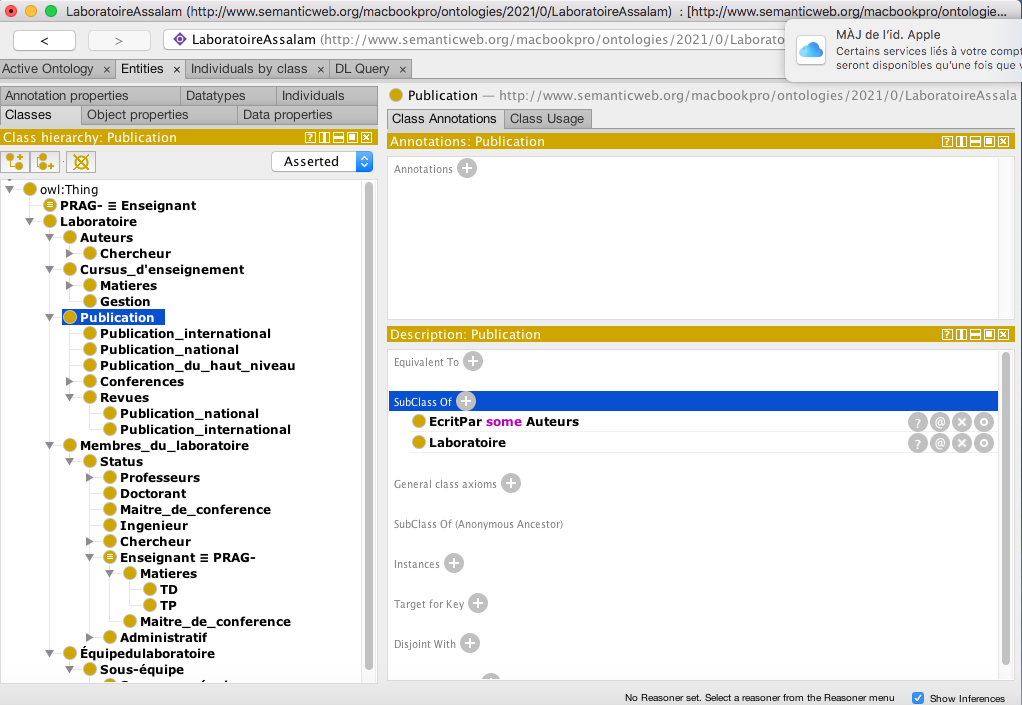 LaboratoireAssalam (http://www.semanticweb.org/macbookpro/ontologies/2021/0/LaboratoireAssalam) : [http://www.semanticweb.org/macbookpro/ontologie...
< > LaboratoireAssalam (http://www.semanticweb.org/macbookpro/ontologies/2021/0/Laborato
MÀJ de l'id. Apple
Certains services liés à votre compt
seront disponibles qu'une fois que v
Active Ontology × Entities × Individuals by class × DL Query ×
Annotation properties Datatypes Individuals
Classes Object properties Data properties
Class hierarchy: Publication
Asserted
owl:Thing
PRAG- ≡ Enseignant
Laboratoire
Auteurs
Chercheur
Cursus_d'enseignement
Matieres
Gestion
Publication
Publication_international
Publication_national
Publication_du_haut_niveau
Conferences
Revues
Publication_national
Publication_international
Membres_du_laboratoire
Status
Professeurs
Doctorant
Maitre_de_conference
Ingenieur
Chercheur
Enseignant ≡ PRAG-
Matieres
TD
TP
Maitre_de_conference
Administratif
Équipedulaboratoire
Sous-équipe
Publication — http://www.semanticweb.org/macbookpro/ontologies/2021/0/LaboratoireAssala
Class Annotations Class Usage
Annotations: Publication
Annotations
Description: Publication
Equivalent To
SubClass Of
EcritPar some Auteurs
Laboratoire
General class axioms
SubClass Of (Anonymous Ancestor)
Instances
Target for Key
Disjoint With
No Reasoner set. Select a reasoner from the Reasoner menu Show Inferences